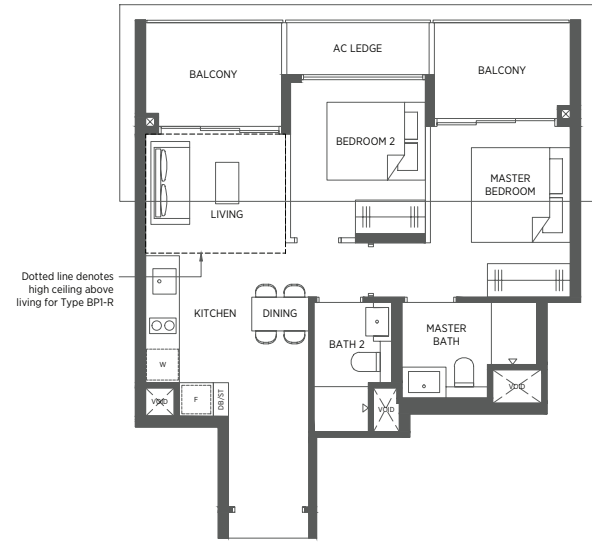 AC LEDGE
BALCONY
BALCONY
BEDROOM 2
MASTER
BEDROOM
LIVING
Dotted line denotes
high ceiling above
living for Type BP1-R
KITCHEN
DINING
BATH 2
MASTER
BATH
W
F
DB/ST
VOID
VOID
VOID